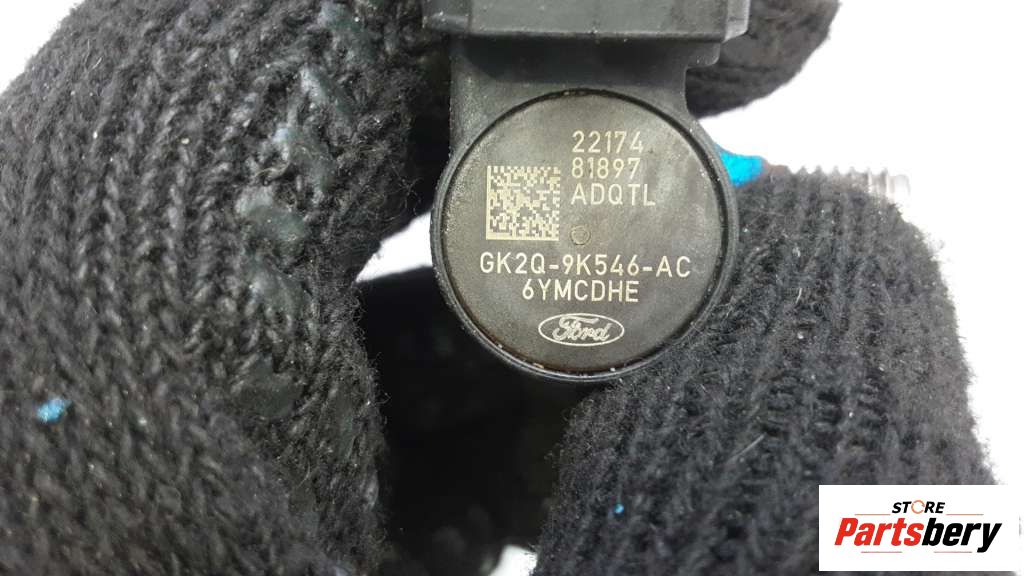 22174
81897
ADQTL
GK2Q-9K546-AC
6YMCDHE
Ford
STORE
Partsbery